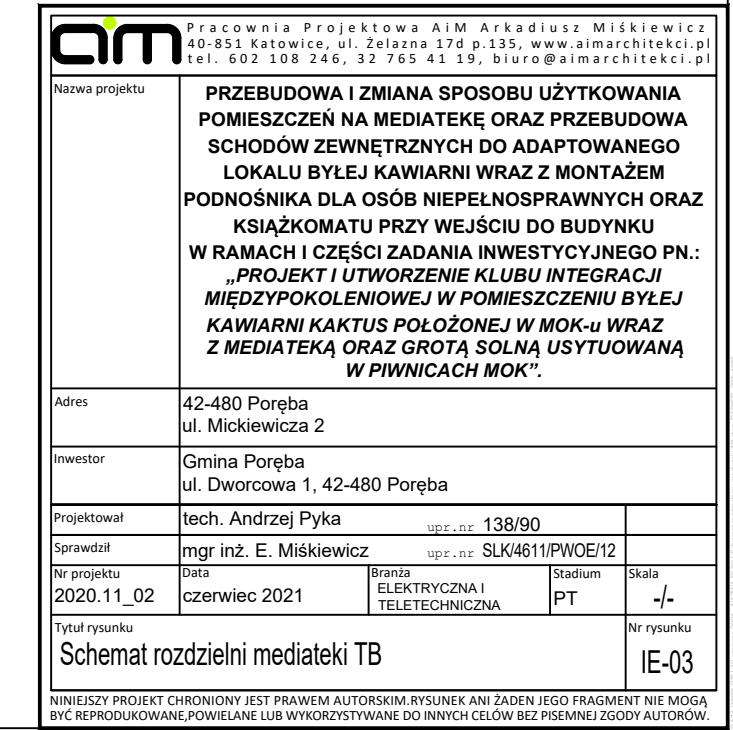 aim
Pracownia Projektowa AiM Arkadiusz Miśkiewicz
40-851 Katowice, ul. Żelazna 17d p.135, www.aimarchitekci.pl
tel. 602 108 246, 32 765 41 19, biuro@aimarchitekci.pl
Nazwa projektu
PRZEBUDOWA I ZMIANA SPOSOBU UŻYTKOWANIA
POMIESZCZEŃ NA MEDIATEKĘ ORAZ PRZEBUDOWA
SCHODÓW ZEWNĘTRZNYCH DO ADAPTOWANEGO
LOKALU BYŁEJ KAWIARNI WRAZ Z MONTAŻEM
PODNOŚNIKA DLA OSÓB NIEPEŁNOSPRAWNYCH ORAZ
KSIĄŻKOMATU PRZY WEJŚCIU DO BUDYNKU
W RAMACH I CZĘŚCI ZADANIA INWESTYCYJNEGO PN.:
„PROJEKT I UTWORZENIE KLUBU INTEGRACJI
MIĘDZYPOKOLENIOWEJ W POMIESZCZENIU BYŁEJ
KAWIARNI KAKTUS POŁOŻONEJ W MOK-u WRAZ
Z MEDIATEKĄ ORAZ GROTĄ SOLNĄ USYTUOWANĄ
W PIWNICACH MOK”.
Adres
42-480 Poręba
ul. Mickiewicza 2
Inwestor
Gmina Poręba
ul. Dworcowa 1, 42-480 Poręba
Projektował
tech. Andrzej Pyka upr.nr 138/90
Sprawdził
mgr inż. E. Miśkiewicz upr.nr SLK/4611/PWOE/12
Nr projektu
2020.11_02
Data
czerwiec 2021
Branża
ELEKTRYCZNA I
TELETECHNICZNA
Stadium
PT
Skala
-/-
Tytuł rysunku
Schemat rozdzielni mediateki TB
Nr rysunku
IE-03
NINIEJSZY PROJEKT CHRONIONY JEST PRAWEM AUTORSKIM.RYSUNEK ANI ŻADEN JEGO FRAGMENT NIE MOGĄ
BYĆ REPRODUKOWANE,POWIELANE LUB WYKORZYSTYWANE DO INNYCH CELÓW BEZ PISEMNEJ ZGODY AUTORÓW.